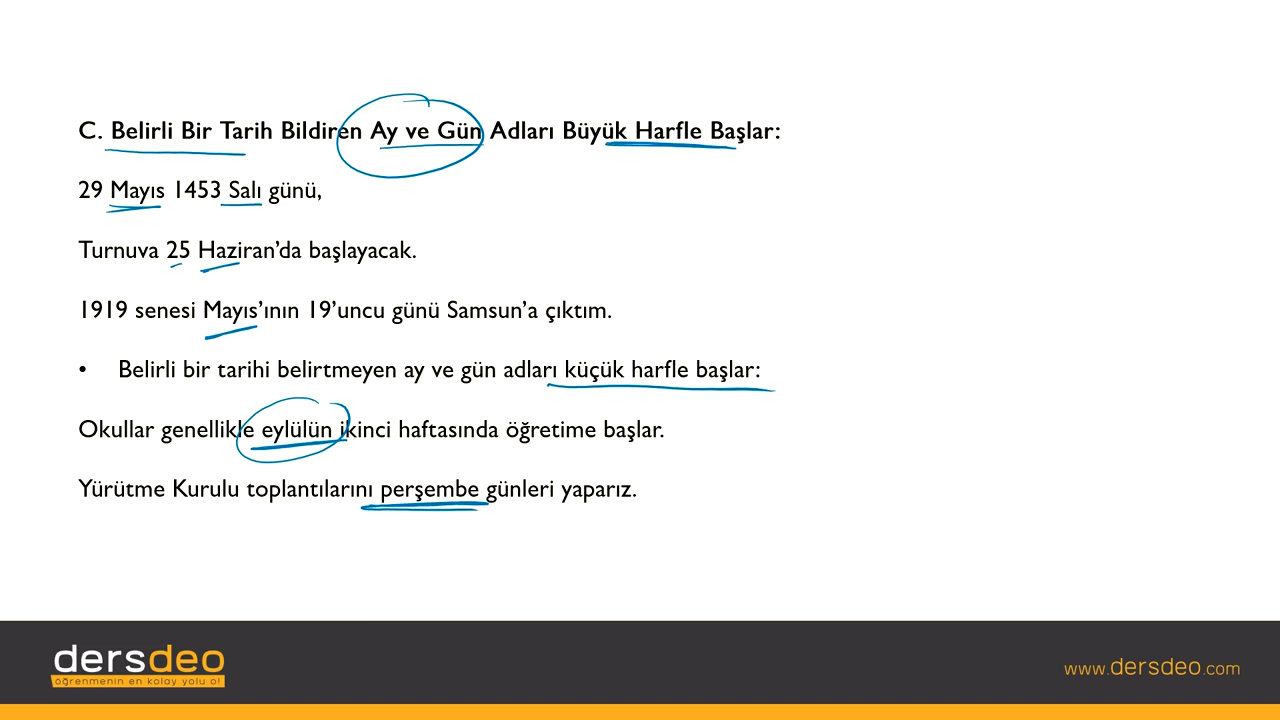 C. Belirli Bir Tarih Bildiren Ay ve Gün Adları Büyük Harfle Başlar:
29 Mayıs 1453 Salı günü,
Turnuva 25 Haziran’da başlayacak.
1919 senesi Mayıs’ının 19’uncu günü Samsun’a çıktım.
• Belirli bir tarihi belirtmeyen ay ve gün adları küçük harfle başlar:
Okullar genellikle eylülün ikinci haftasında öğretime başlar.
Yürütme Kurulu toplantılarını perşembe günleri yaparız.
dersdeo
öğrenmenin en kolay yolu o!
www.dersdeo.com